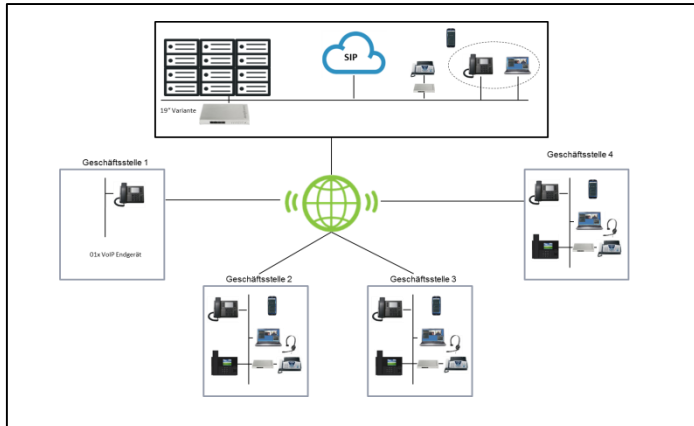 SIP
19" Variante
Geschäftsstelle 1
Geschäftsstelle 4
01x VoIP Endgerät
Geschäftsstelle 2
Geschäftsstelle 3